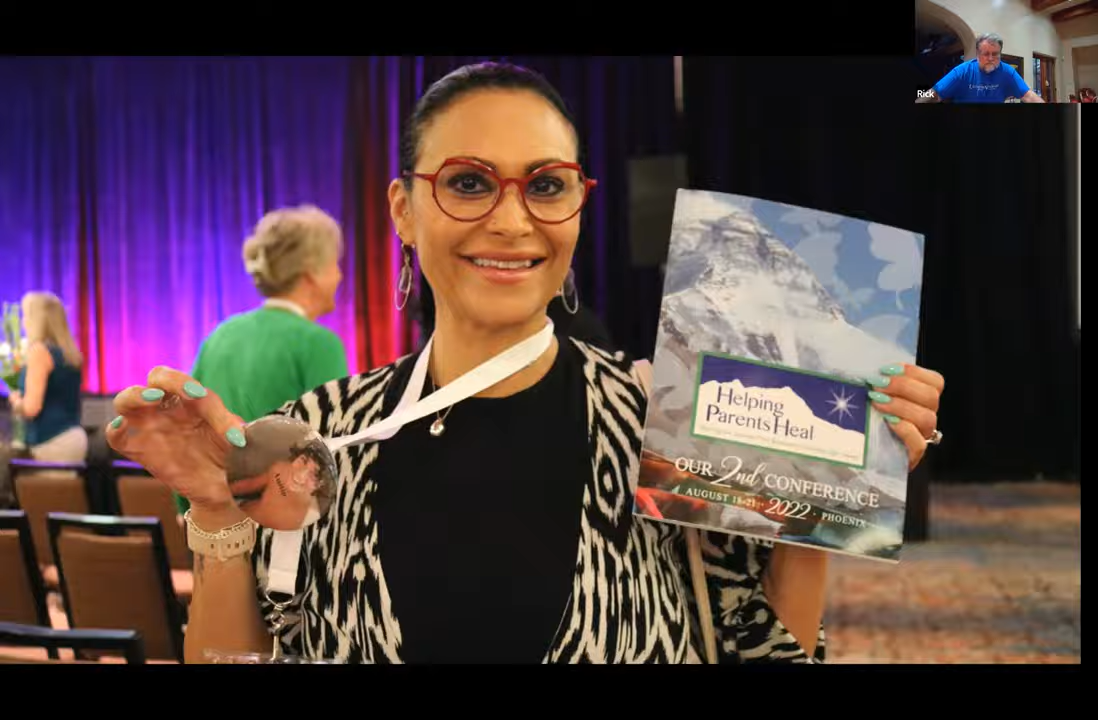 Rick
Helping
Parents Heal
OUR 2nd CONFERENCE
AUGUST 18-21, 2022 · PHOENIX